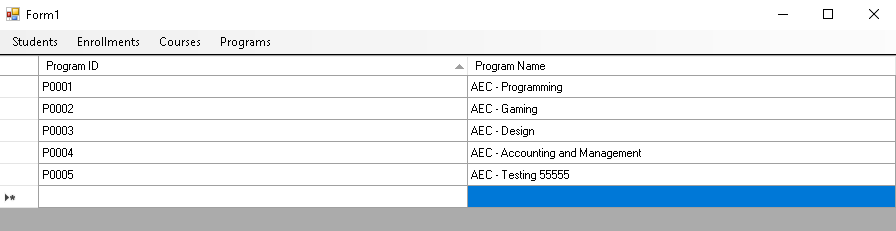 Form1
Students Enrollments Courses Programs
Program ID Program Name
P0001 AEC - Programming
P0002 AEC - Gaming
P0003 AEC - Design
P0004 AEC - Accounting and Management
P0005 AEC - Testing 55555